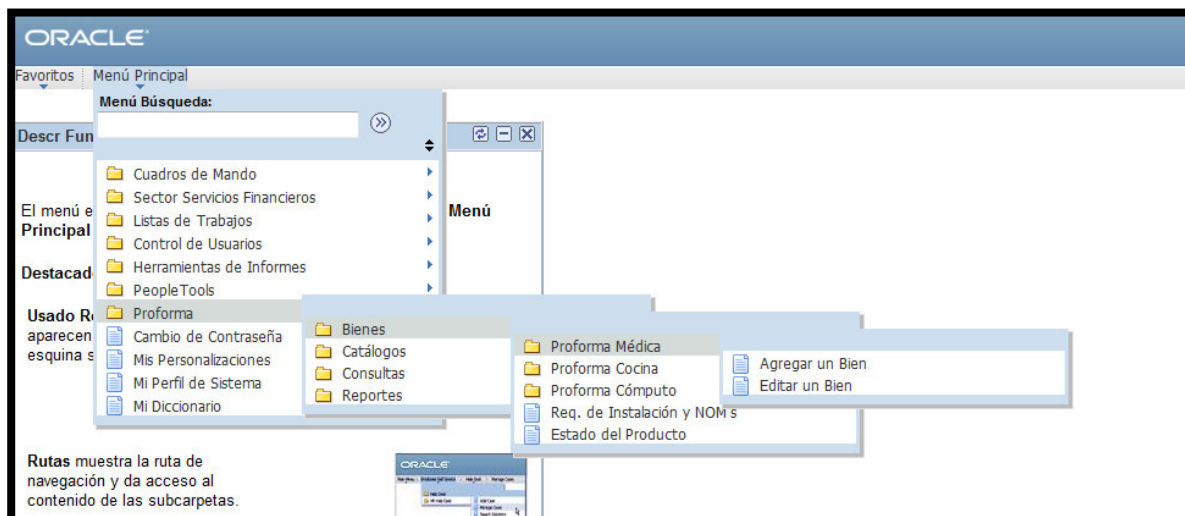 ORACLE
Favoritos Menú Principal
Menú Búsqueda:
Descr Fun
Cuadros de Mando
Sector Servicios Financieros
Listas de Trabajos
Control de Usuarios
Herramientas de Informes
PeopleTools
Proforma
Cambio de Contraseña
Mis Personalizaciones
Mi Perfil de Sistema
Mi Diccionario
Bienes
Catálogos
Consultas
Reportes
Proforma Médica
Proforma Cocina
Proforma Cómputo
Req. de Instalación y NOM's
Estado del Producto
Agregar un Bien
Editar un Bien
El menú e
Menú
Principal
Destacad
Usado Re
aparecen
esquina s
Rutas muestra la ruta de
navegación y da acceso al
contenido de las subcarpetas.
ORACLE